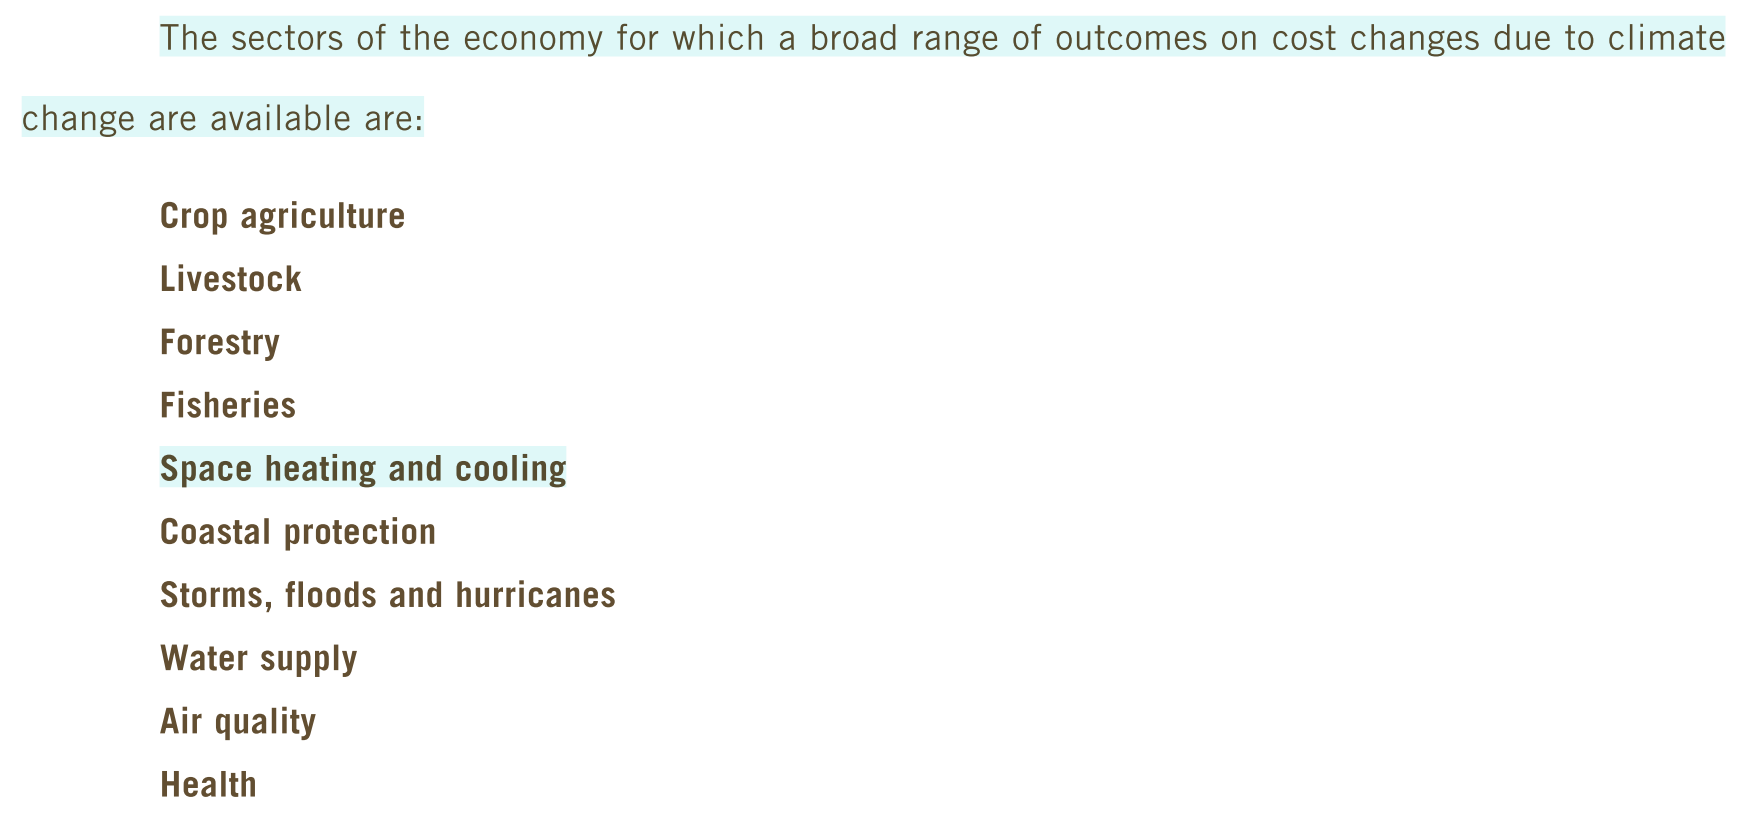 The sectors of the economy for which a broad range of outcomes on cost changes due to climate
change are available are:
Crop agriculture
Livestock
Forestry
Fisheries
Space heating and cooling
Coastal protection
Storms, floods and hurricanes
Water supply
Air quality
Health